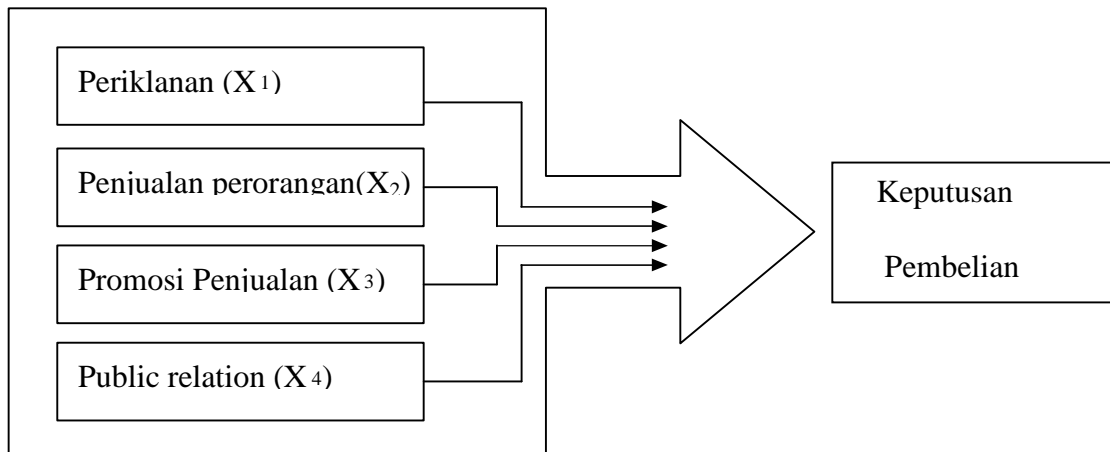 Periklanan (X1)
Penjualan perorangan(X2)
Promosi Penjualan (X3)
Public relation (X4)
Keputusan
Pembelian